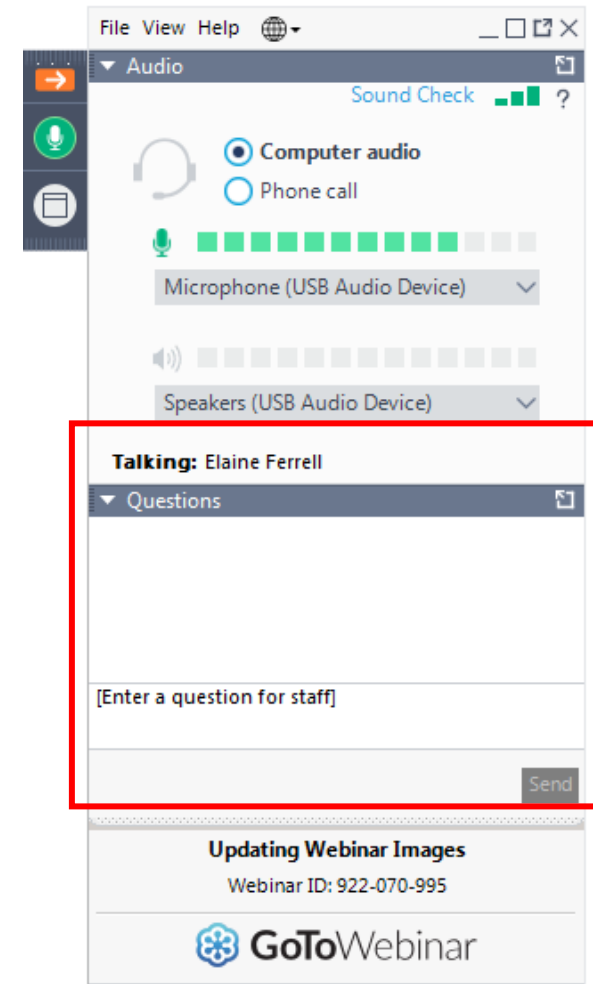 File View Help
Audio
Sound Check ?
Computer audio
Phone call
Microphone (USB Audio Device)
Speakers (USB Audio Device)
Talking: Elaine Ferrell
Questions
[Enter a question for staff]
Send
Updating Webinar Images
Webinar ID: 922-070-995
GoToWebinar